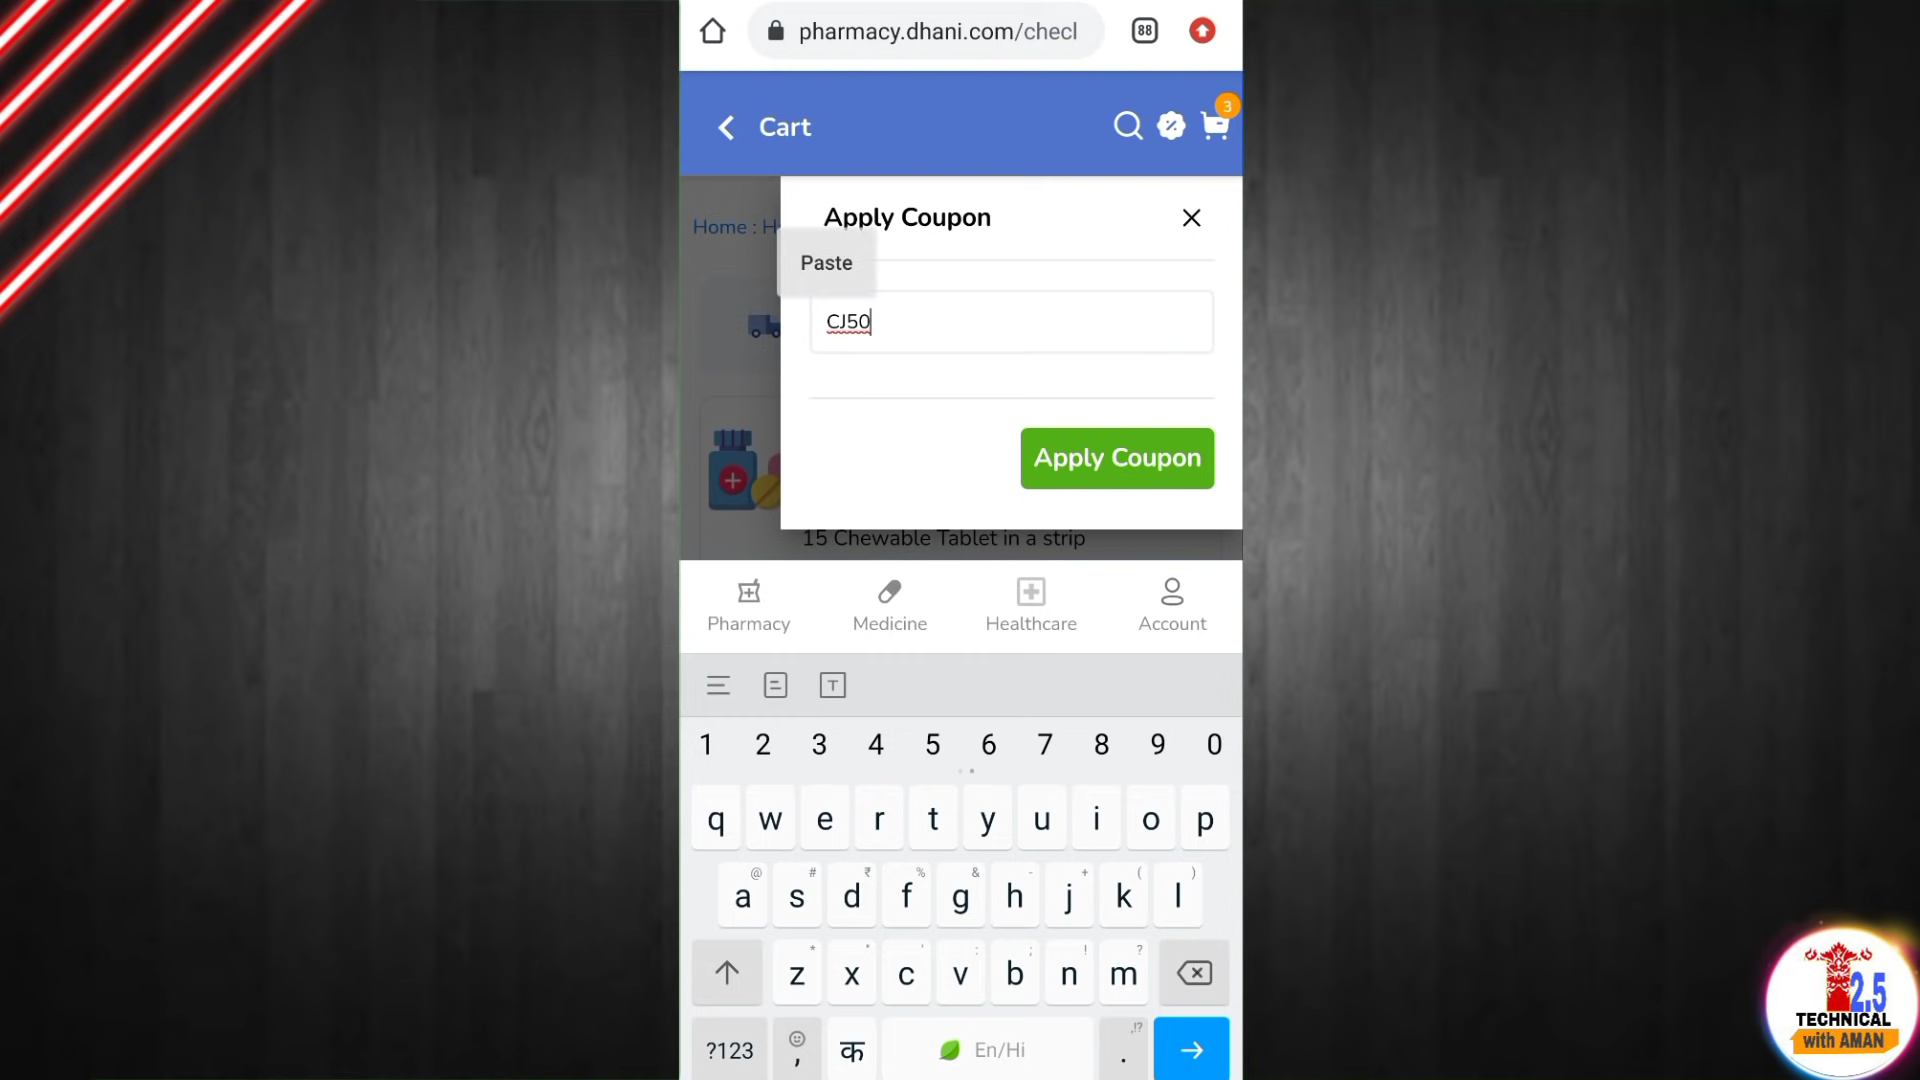 pharmacy.dhani.com/checl
88
Cart
3
Home : H
Apply Coupon
Paste
CJ50
Apply Coupon
15 Chewable Tablet in a strip
Pharmacy Medicine Healthcare Account
T
1 2 3 4 5 6 7 8 9 0
q w e r t y u i o p
@ # ₹ % & - + ( )
a s d f g h j k l
* " ' : ; ! ?
z x c v b n m
?123 , क En/Hi . ,!?
2.5
TECHNICAL
with AMAN